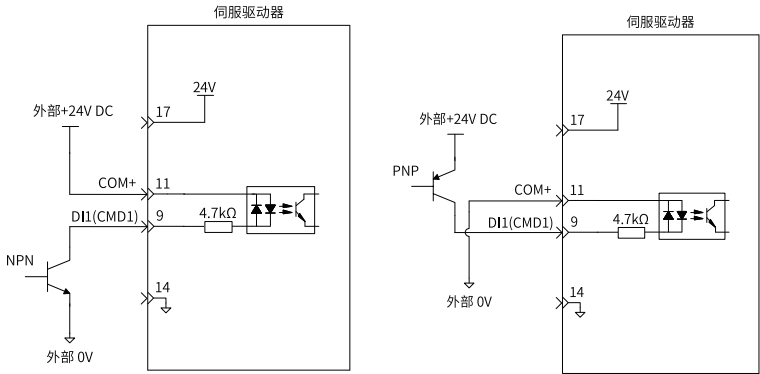 伺服驱动器
24V
17
外部+24V DC
COM+
11
DI1(CMD1)
9
4.7kΩ
NPN
14
外部 0V
伺服驱动器
24V
17
外部+24V DC
PNP
COM+
11
DI1(CMD1)
9
4.7kΩ
14
外部 0V